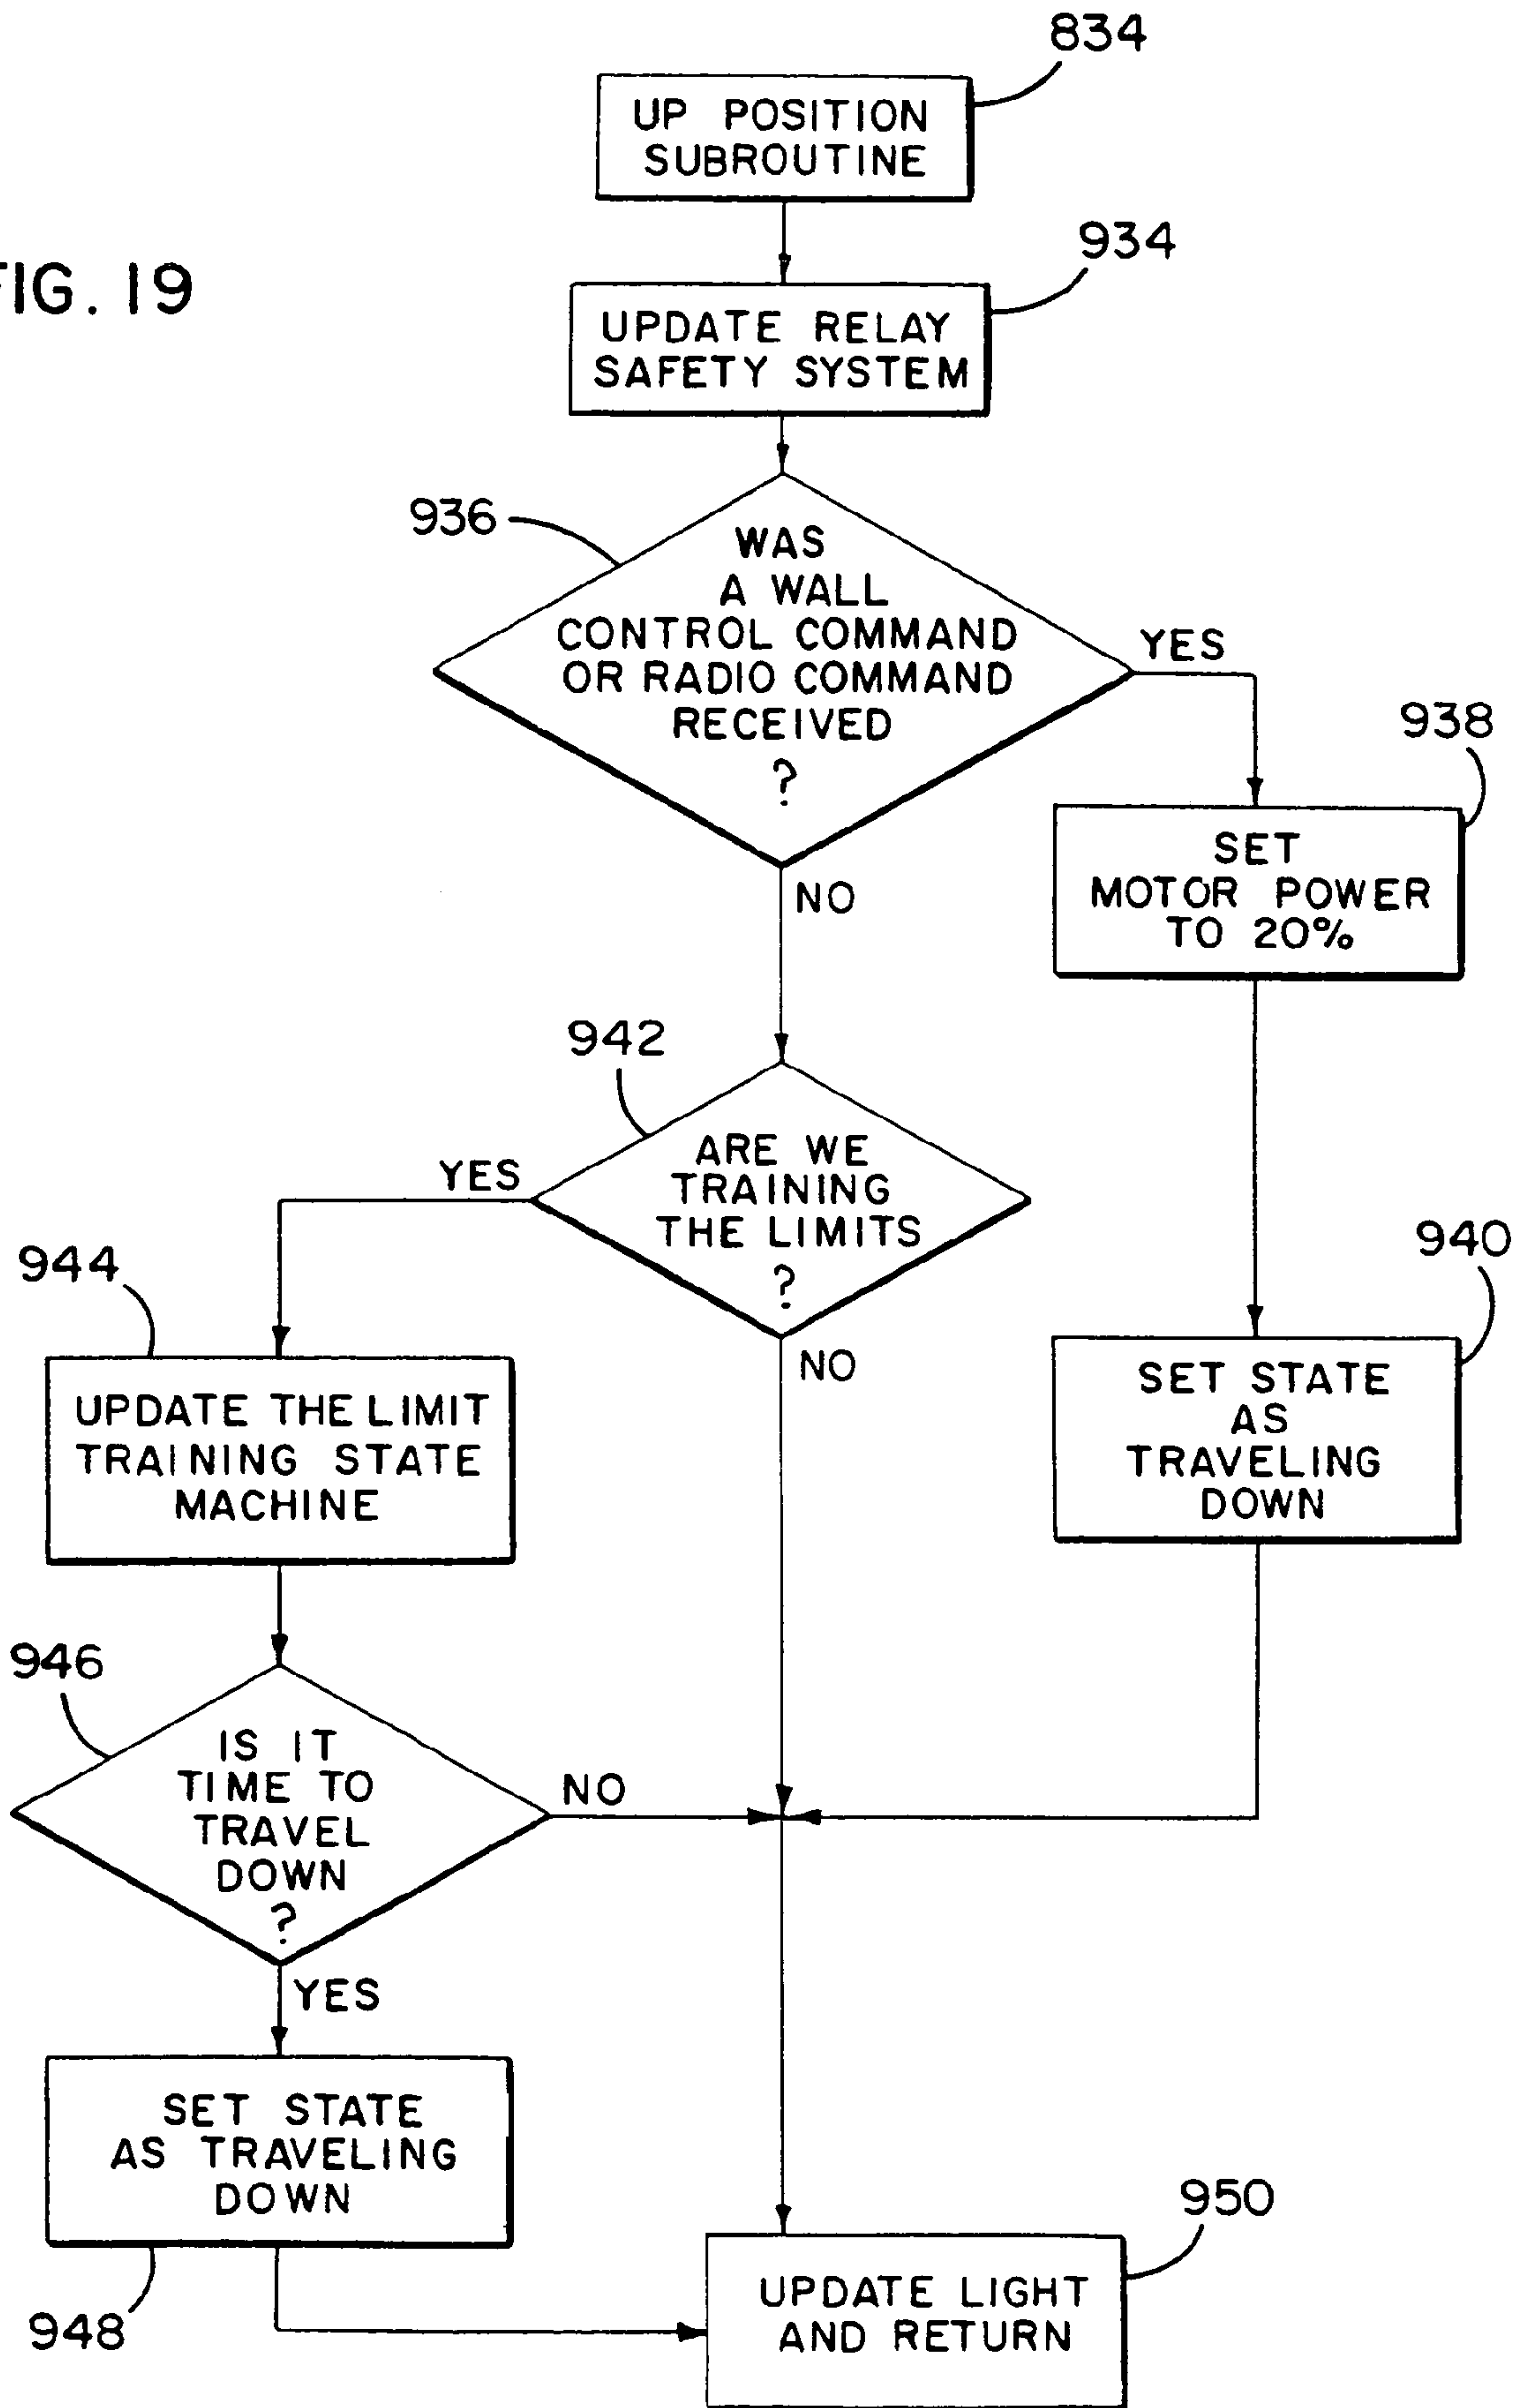 834
UP POSITION
SUBROUTINE
934
FIG. 19
UPDATE RELAY
SAFETY SYSTEM
936
WAS
A WALL
CONTROL COMMAND
OR RADIO COMMAND
RECEIVED
?
YES
938
SET
MOTOR POWER
TO 20%
NO
942
ARE WE
TRAINING
THE LIMITS
?
YES
940
944
NO
SET STATE
AS
TRAVELING
DOWN
UPDATE THE LIMIT
TRAINING STATE
MACHINE
946
IS IT
TIME TO
TRAVEL
DOWN
?
NO
YES
SET STATE
AS TRAVELING
DOWN
948
950
UPDATE LIGHT
AND RETURN